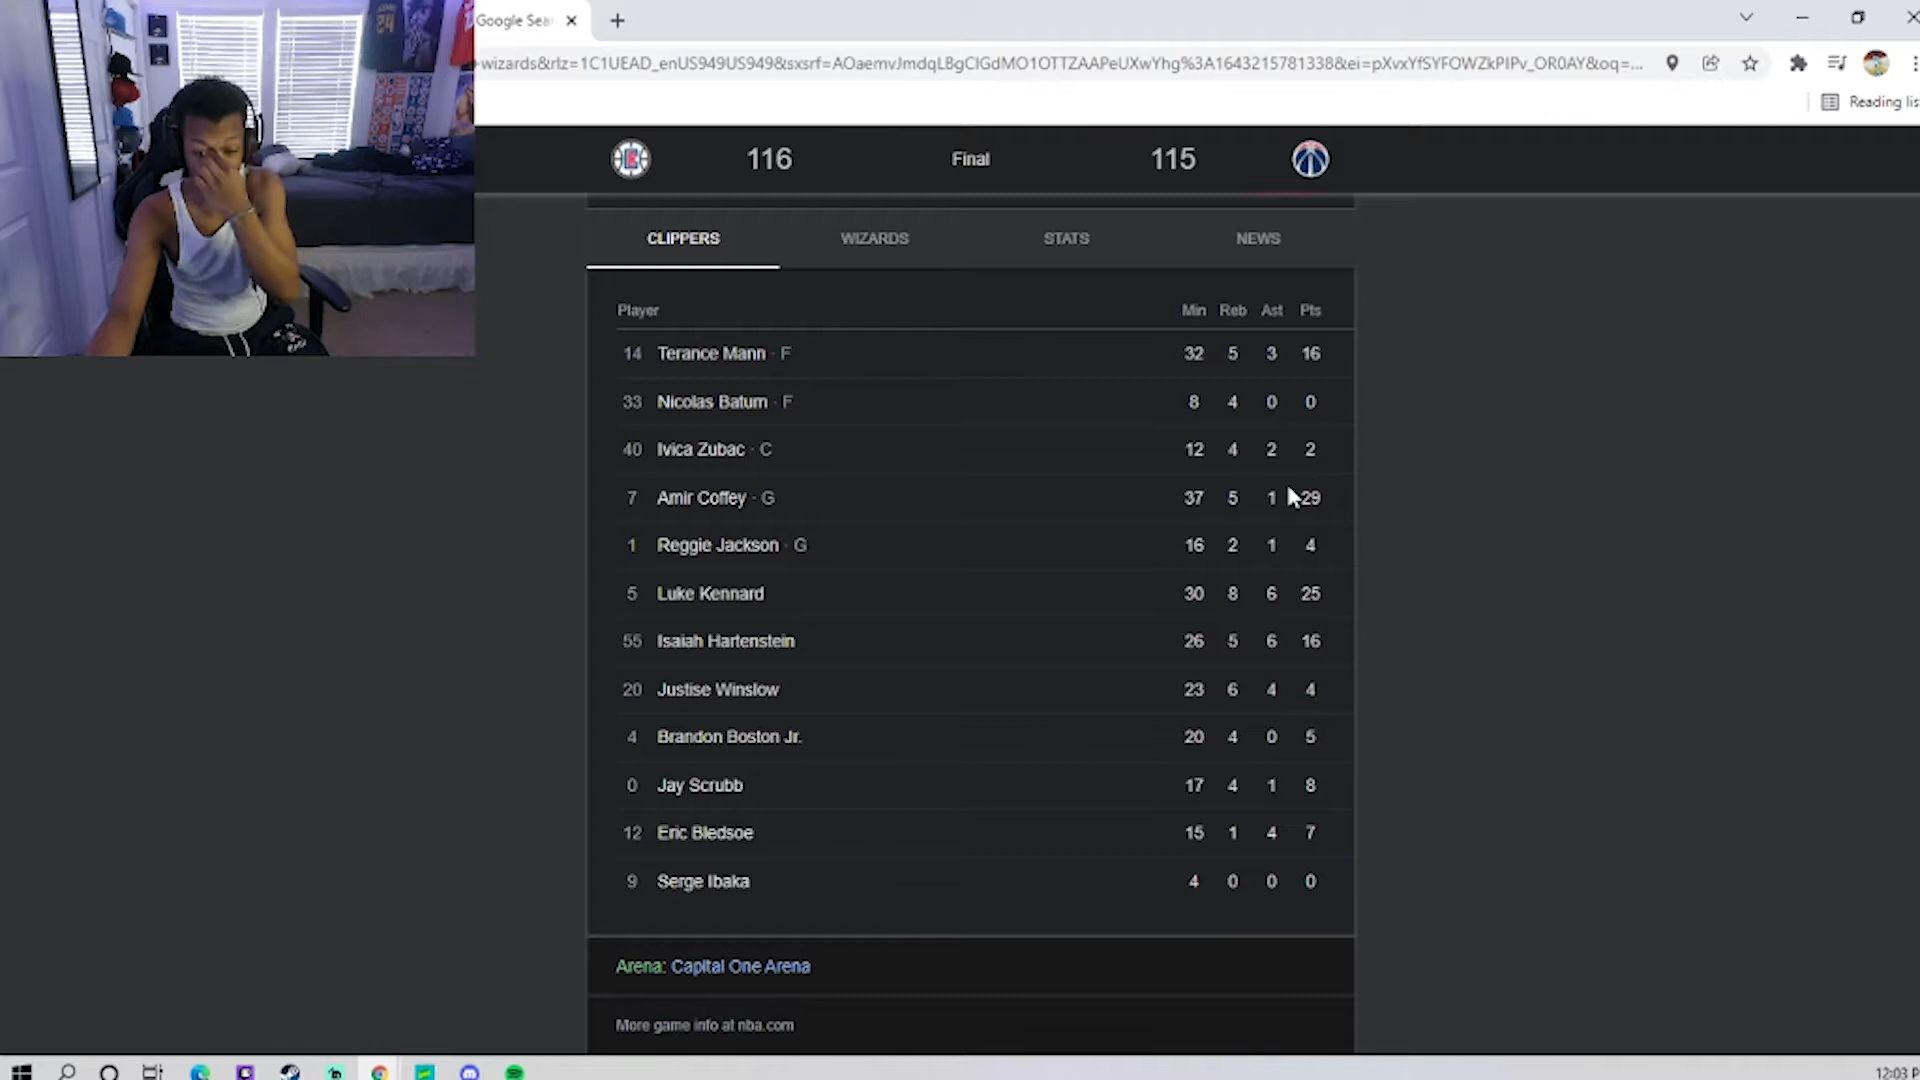 Google Sea
wizards&rlz=1C1UEAD_enUS949US949&sxsrf=AOaemvJmdqLBgCIGdMO1OTTZAAPeUXwYhg%3A1643215781338&ei=pXvxYfSYFOWZkPIPv_OR0AY&oq=...
Reading lis
116 Final 115
CLIPPERS WIZARDS STATS NEWS
Player Min Reb Ast Pts
14 Terance Mann · F 32 5 3 16
33 Nicolas Batum · F 8 4 0 0
40 Ivica Zubac · C 12 4 2 2
7 Amir Coffey · G 37 5 1 29
1 Reggie Jackson · G 16 2 1 4
5 Luke Kennard 30 8 6 25
55 Isaiah Hartenstein 26 5 6 16
20 Justise Winslow 23 6 4 4
4 Brandon Boston Jr. 20 4 0 5
0 Jay Scrubb 17 4 1 8
12 Eric Bledsoe 15 1 4 7
9 Serge Ibaka 4 0 0 0
Arena: Capital One Arena
More game info at nba.com
12:03 P